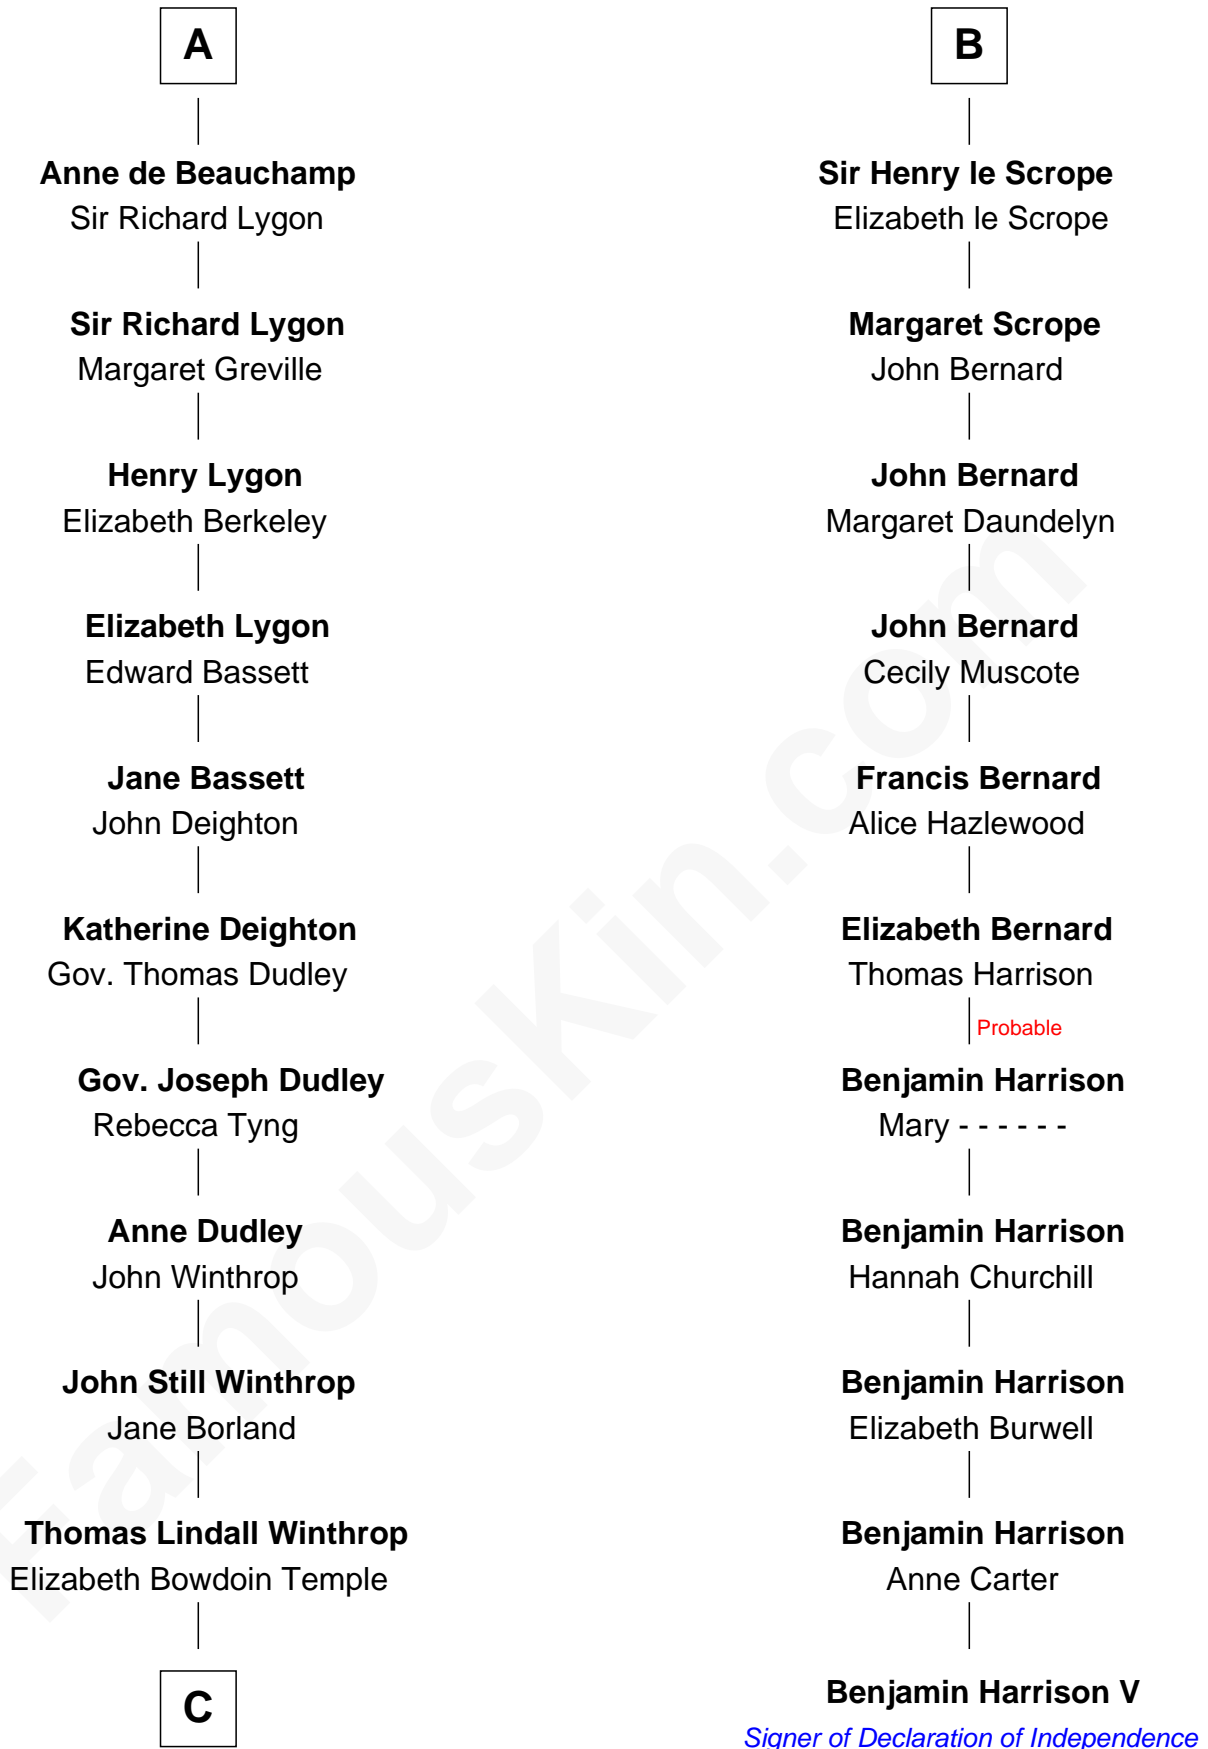 A
Anne de Beauchamp
Sir Richard Lygon
Sir Richard Lygon
Margaret Greville
Henry Lygon
Elizabeth Berkeley
Elizabeth Lygon
Edward Bassett
Jane Bassett
John Deighton
Katherine Deighton
Gov. Thomas Dudley
Gov. Joseph Dudley
Rebecca Tyng
Anne Dudley
John Winthrop
John Still Winthrop
Jane Borland
Thomas Lindall Winthrop
Elizabeth Bowdoin Temple
C
B
Sir Henry le Scrope
Elizabeth le Scrope
Margaret Scrope
John Bernard
John Bernard
Margaret Daundelyn
John Bernard
Cecily Muscote
Francis Bernard
Alice Hazlewood
Elizabeth Bernard
Thomas Harrison
Probable
Benjamin Harrison
Mary - - - - - -
Benjamin Harrison
Hannah Churchill
Benjamin Harrison
Elizabeth Burwell
Benjamin Harrison
Anne Carter
Benjamin Harrison V
Signer of Declaration of Independence
FamousKin.com